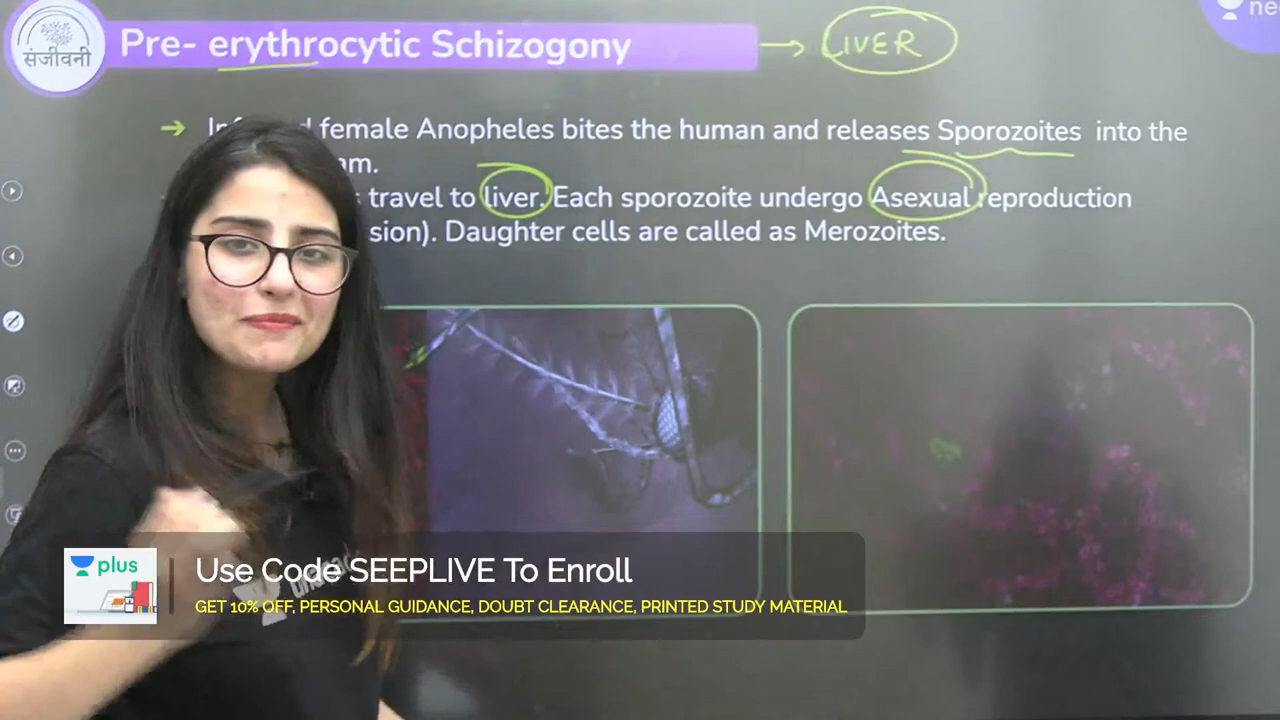 संजीवनी
Pre- erythrocytic Schizogony
LIVER
female Anopheles bites the human and releases Sporozoites into the
travel to liver. Each sporozoite undergo Asexual reproduction
Daughter cells are called as Merozoites.
plus
Use Code SEEPLIVE To Enroll
GET 10% OFF, PERSONAL GUIDANCE, DOUBT CLEARANCE, PRINTED STUDY MATERIAL